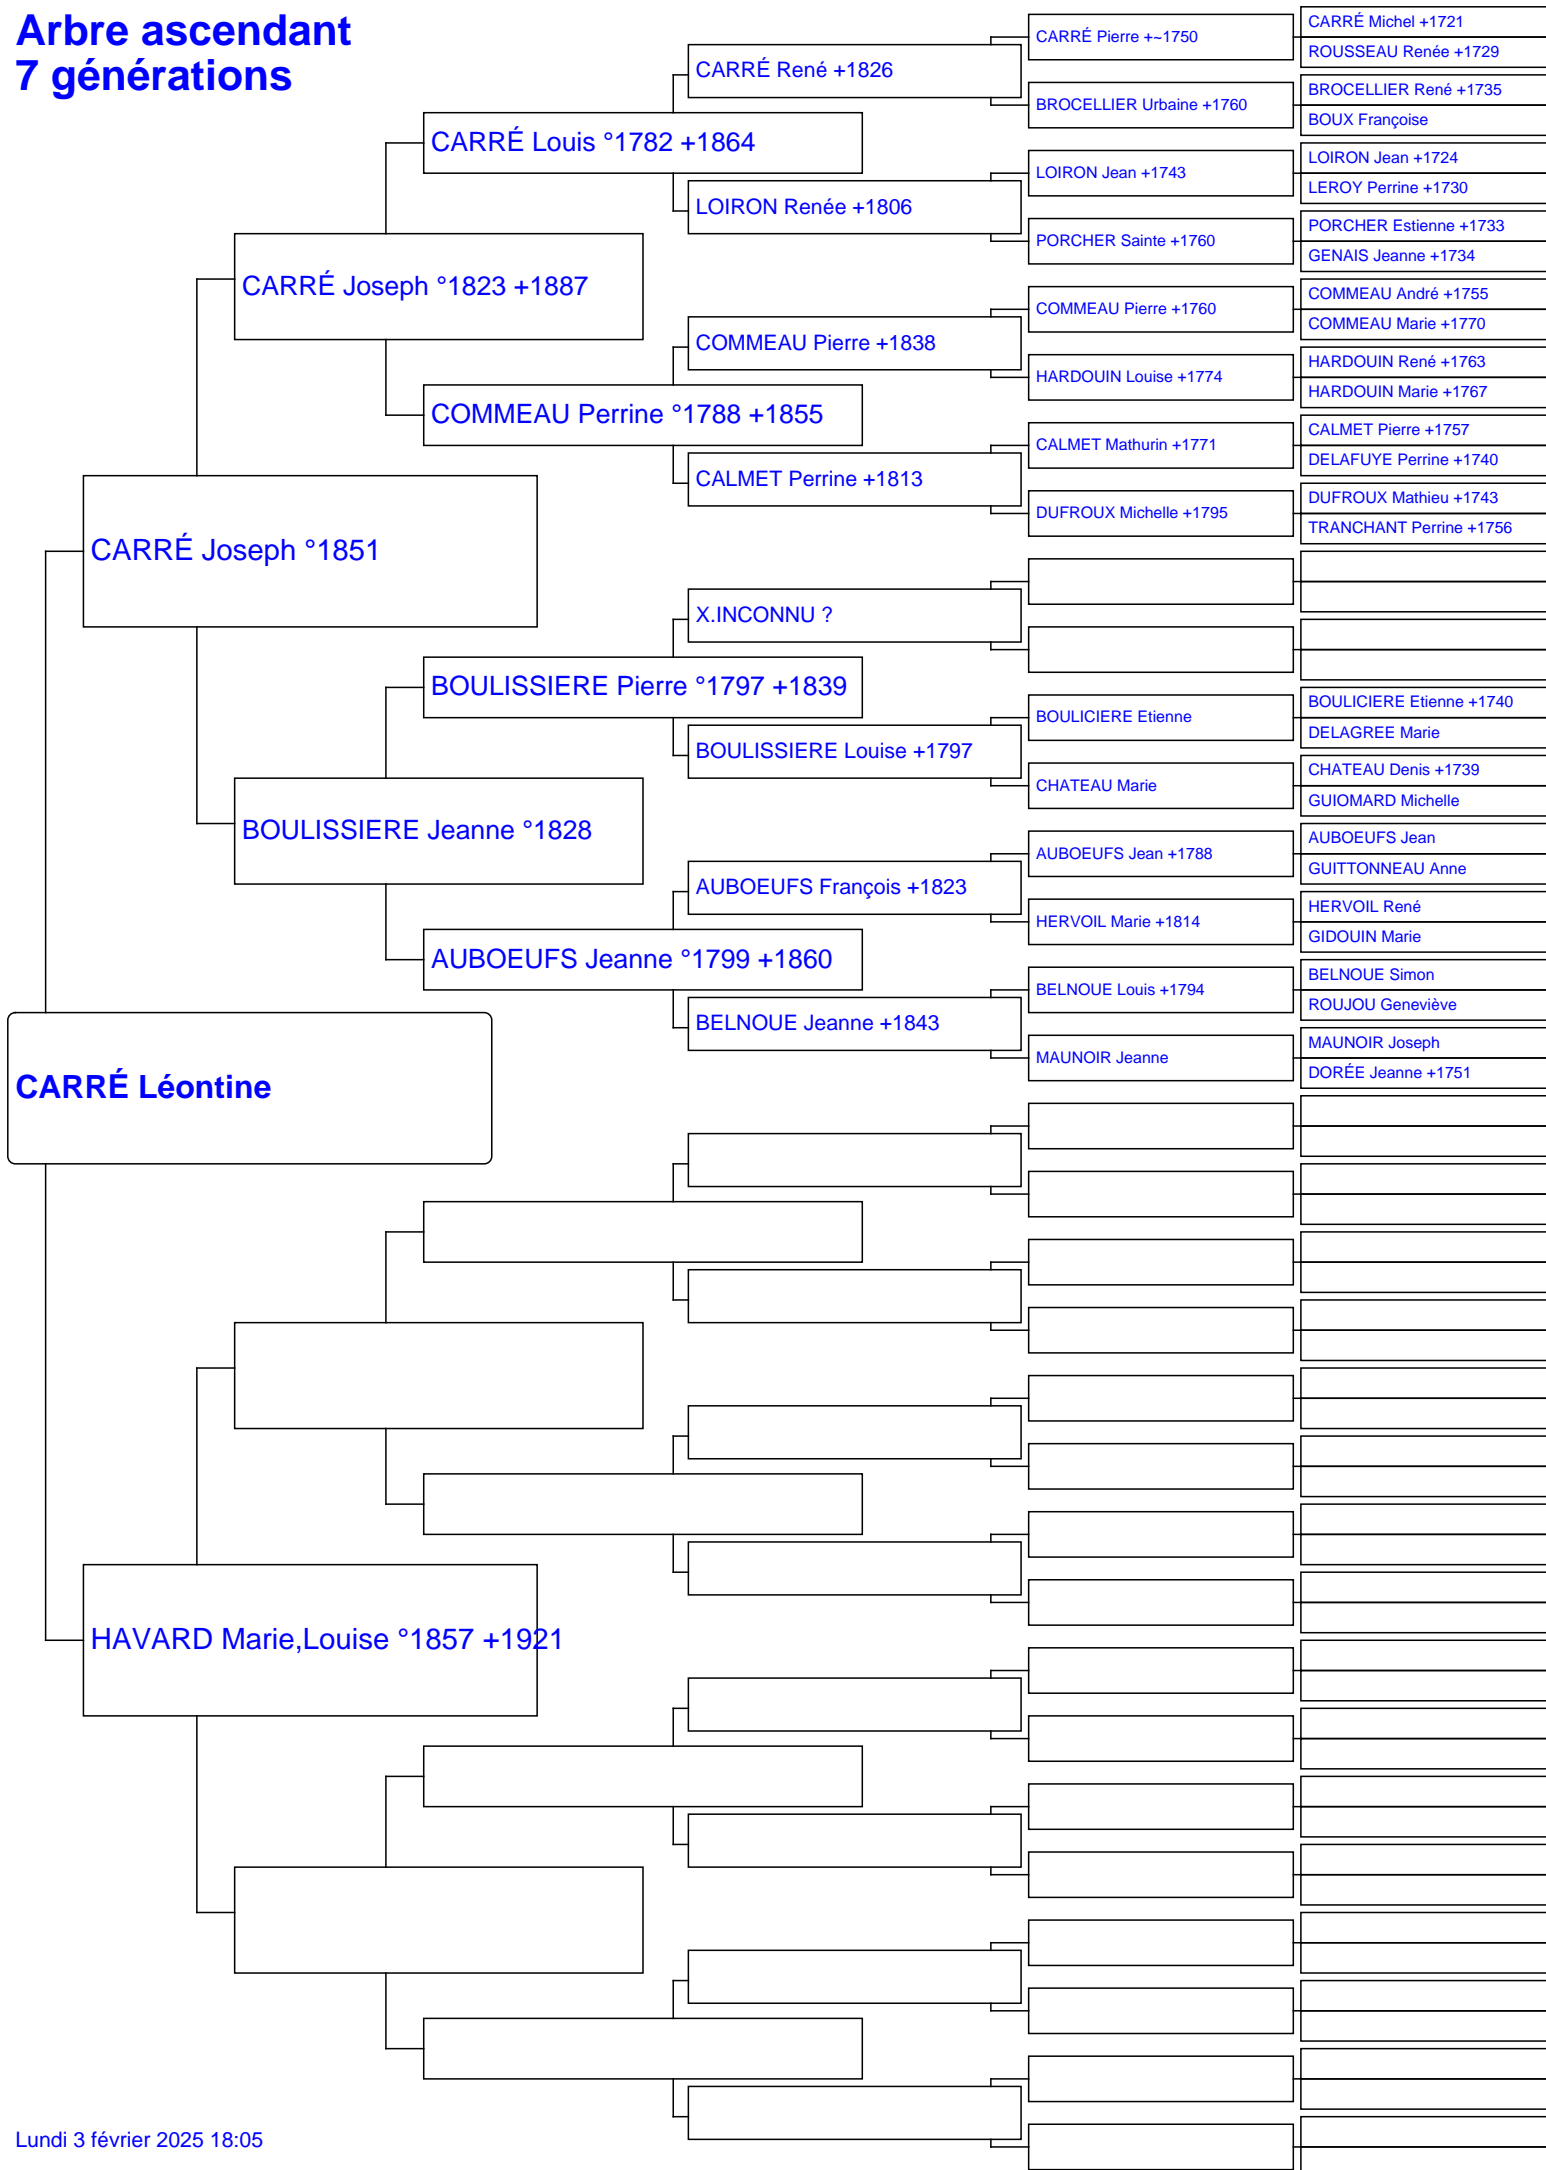 Arbre ascendant
7 générations
CARRÉ Léontine
CARRÉ Joseph °1851
HAVARD Marie,Louise °1857 +1921
CARRÉ Joseph °1823 +1887
BOULISSIERE Jeanne °1828
CARRÉ Louis °1782 +1864
COMMEAU Perrine °1788 +1855
BOULISSIERE Pierre °1797 +1839
AUBOEUFS Jeanne °1799 +1860
CARRÉ René +1826
LOIRON Renée +1806
COMMEAU Pierre +1838
CALMET Perrine +1813
X.INCONNU ?
BOULISSIERE Louise +1797
AUBOEUFS François +1823
BELNOUE Jeanne +1843
CARRÉ Pierre +~1750
BROCELLIER Urbaine +1760
LOIRON Jean +1743
PORCHER Sainte +1760
COMMEAU Pierre +1760
HARDOUIN Louise +1774
CALMET Mathurin +1771
DUFROUX Michelle +1795
BOULICIERE Etienne
CHATEAU Marie
AUBOEUFS Jean +1788
HERVOIL Marie +1814
BELNOUE Louis +1794
MAUNOIR Jeanne
CARRÉ Michel +1721
ROUSSEAU Renée +1729
BROCELLIER René +1735
BOUX Françoise
LOIRON Jean +1724
LEROY Perrine +1730
PORCHER Estienne +1733
GENAIS Jeanne +1734
COMMEAU André +1755
COMMEAU Marie +1770
HARDOUIN René +1763
HARDOUIN Marie +1767
CALMET Pierre +1757
DELAFUYE Perrine +1740
DUFROUX Mathieu +1743
TRANCHANT Perrine +1756
BOULICIERE Etienne +1740
DELAGREE Marie
CHATEAU Denis +1739
GUIOMARD Michelle
AUBOEUFS Jean
GUITTONNEAU Anne
HERVOIL René
GIDOUIN Marie
BELNOUE Simon
ROUJOU Geneviève
MAUNOIR Joseph
DORÉE Jeanne +1751
Lundi 3 février 2025 18:05